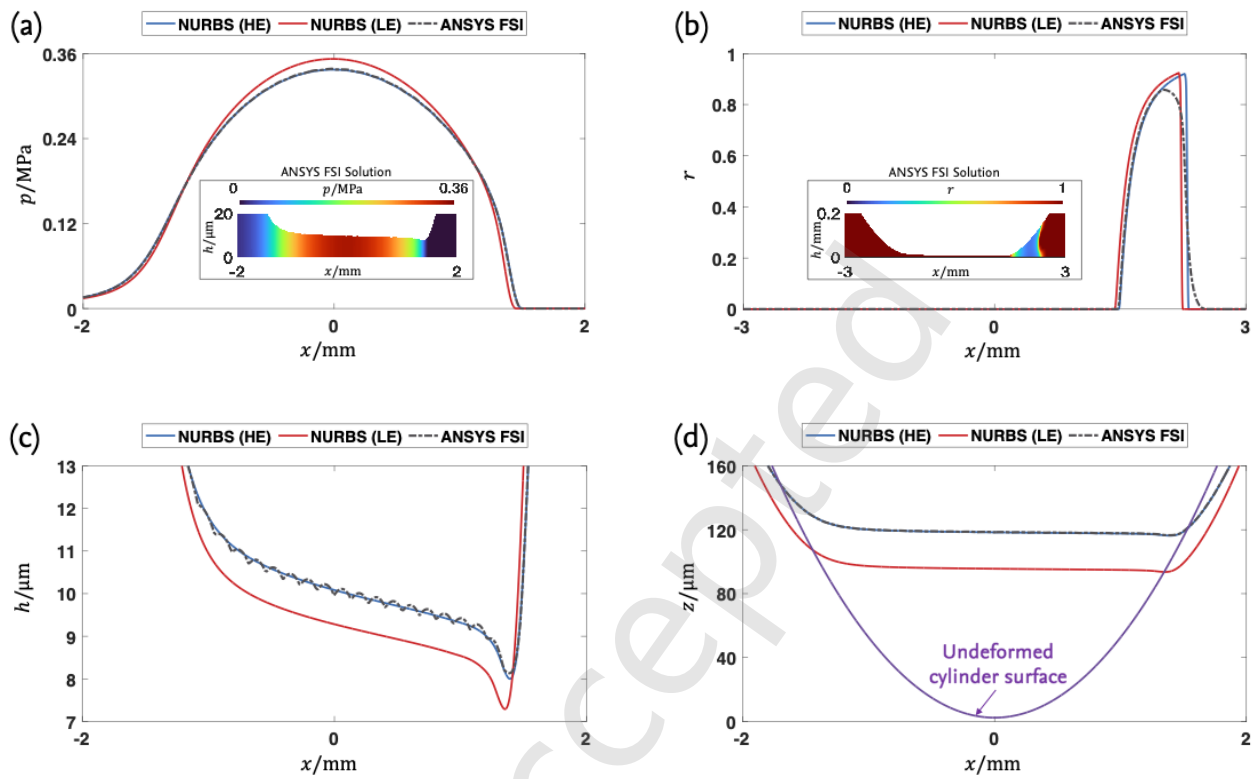 (a)
NURBS (HE) NURBS (LE) ANSYS FSI
0.36
0.24
0.12
0
p/MPa
ANSYS FSI Solution
0 p/MPa 0.36
20
h/μm
0
-2 x/mm 2
-2 0 2
x/mm
(b)
NURBS (HE) NURBS (LE) ANSYS FSI
1
0.8
0.6
0.4
0.2
0
r
ANSYS FSI Solution
0 r 1
0.2
h/mm
0
-3 x/mm 3
-3 0 3
x/mm
(c)
NURBS (HE) NURBS (LE) ANSYS FSI
13
12
11
10
9
8
7
h/μm
-2 0 2
x/mm
(d)
NURBS (HE) NURBS (LE) ANSYS FSI
160
120
80
40
0
z/μm
Undeformed
cylinder surface
-2 0 2
x/mm
ccepted